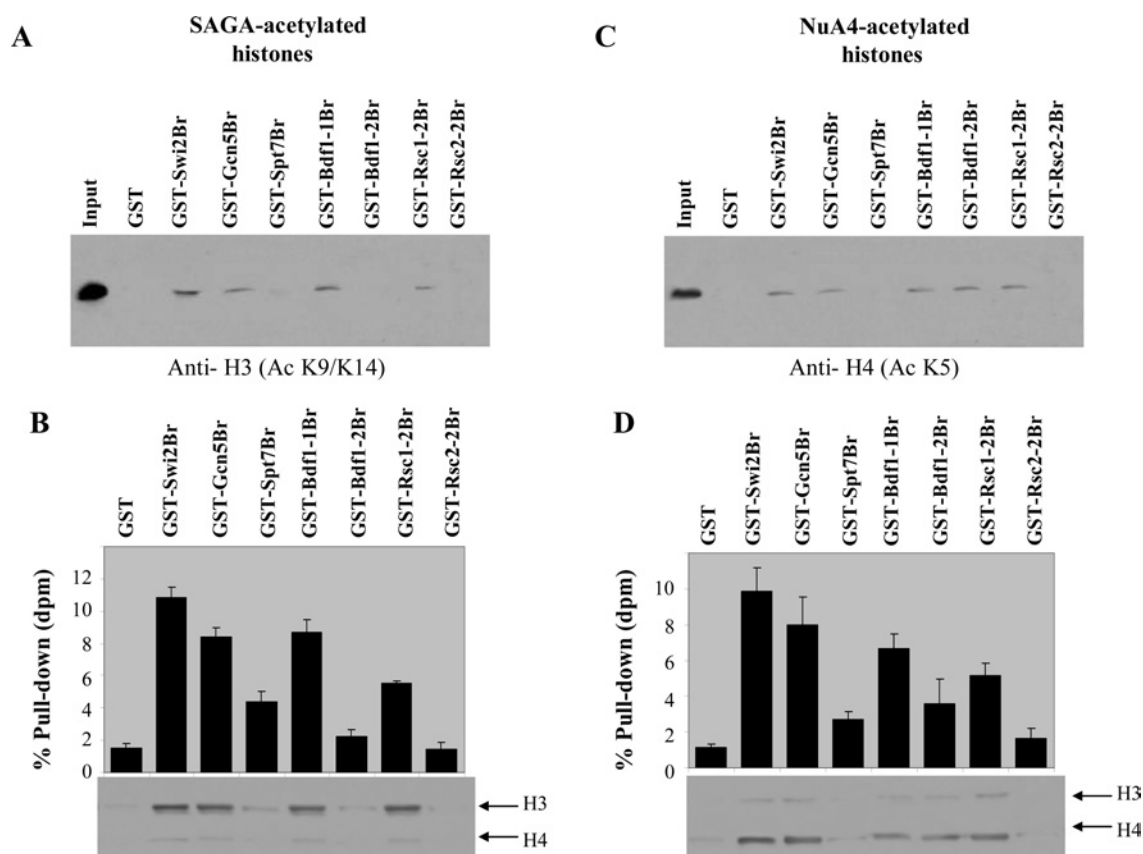 A
SAGA-acetylated
histones
Input
GST
GST-Swi2Br
GST-Gcn5Br
GST-Spt7Br
GST-Bdf1-1Br
GST-Bdf1-2Br
GST-Rsc1-2Br
GST-Rsc2-2Br
Anti- H3 (Ac K9/K14)
B
GST
GST-Swi2Br
GST-Gcn5Br
GST-Spt7Br
GST-Bdf1-1Br
GST-Bdf1-2Br
GST-Rsc1-2Br
GST-Rsc2-2Br
% Pull-down (dpm)
12
10
8
6
4
2
0
H3
H4
C
NuA4-acetylated
histones
Input
GST
GST-Swi2Br
GST-Gcn5Br
GST-Spt7Br
GST-Bdf1-1Br
GST-Bdf1-2Br
GST-Rsc1-2Br
GST-Rsc2-2Br
Anti- H4 (Ac K5)
D
GST
GST-Swi2Br
GST-Gcn5Br
GST-Spt7Br
GST-Bdf1-1Br
GST-Bdf1-2Br
GST-Rsc1-2Br
GST-Rsc2-2Br
% Pull-down (dpm)
10
8
6
4
2
0
H3
H4